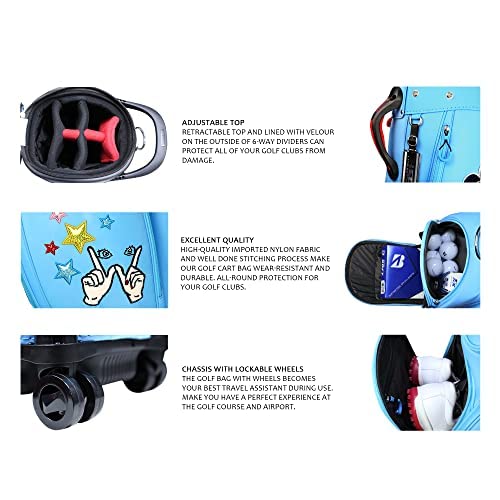 ADJUSTABLE TOP
RETRACTABLE TOP AND LINED WITH VELOUR
ON THE OUTSIDE OF 6-WAY DIVIDERS CAN
PROTECT ALL OF YOUR GOLF CLUBS FROM
DAMAGE.
EXCELLENT QUALITY
HIGH-QUALITY IMPORTED NYLON FABRIC
AND WELL DONE STITCHING PROCESS MAKE
OUR GOLF CART BAG WEAR-RESISTANT AND
DURABLE. ALL-ROUND PROTECTION FOR
YOUR GOLF CLUBS.
CHASSIS WITH LOCKABLE WHEELS
THE GOLF BAG WITH WHEELS BECOMES
YOUR BEST TRAVEL ASSISTANT DURING USE.
MAKE YOU HAVE A PERFECT EXPERIENCE AT
THE GOLF COURSE AND AIRPORT.